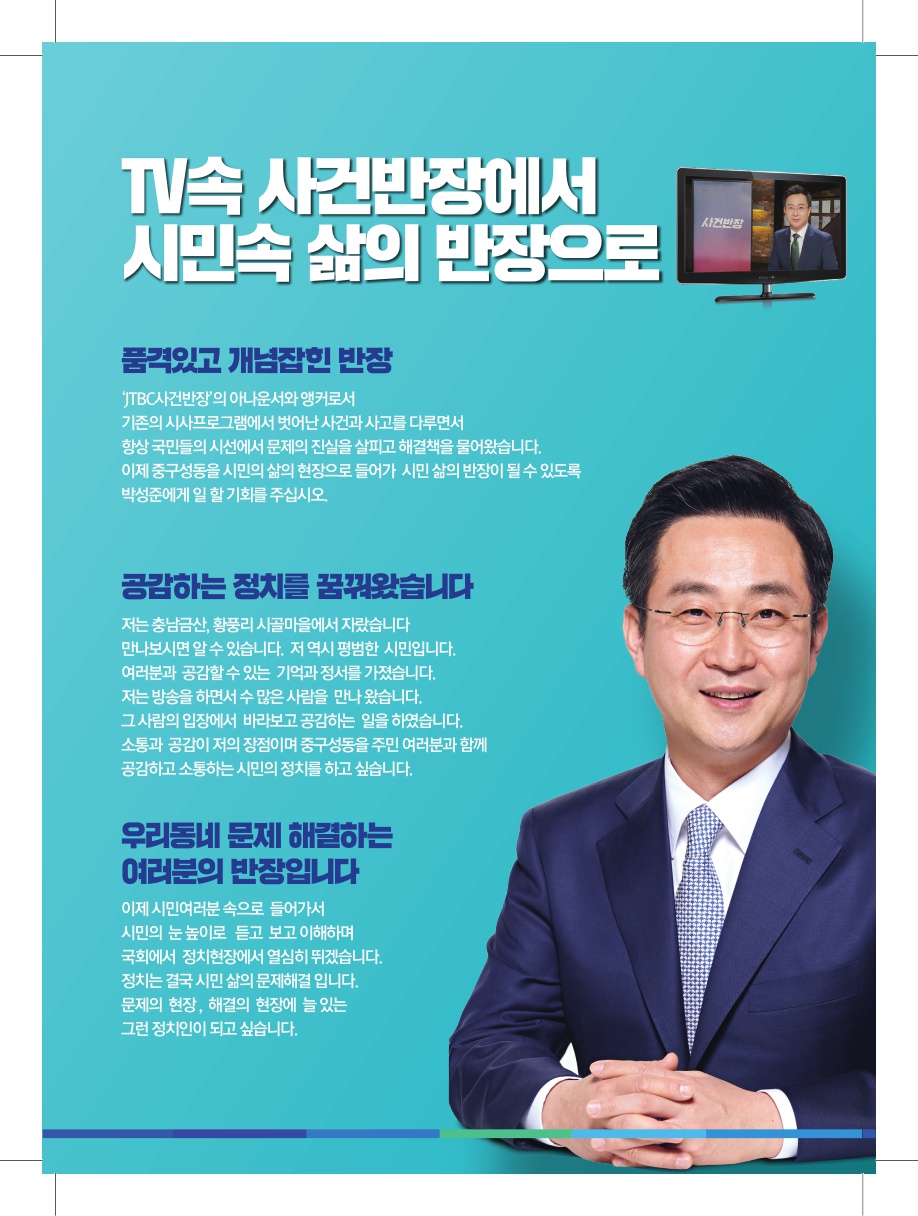 TV속 사건반장에서
시민속 삶의 반장으로
사건반장
품격있고 개념잡힌 반장
‘JTBC사건반장’의 아나운서와 앵커로서
기존의 시사프로그램에서 벗어난 사건과 사고를 다루면서
항상 국민들의 시선에서 문제의 진실을 살피고 해결책을 물어왔습니다.
이제 중구성동을 시민의 삶의 현장으로 들어가 시민 삶의 반장이 될 수 있도록
박성준에게 일 할 기회를 주십시오.
공감하는 정치를 꿈꿔왔습니다
저는 충남금산, 황풍리 시골마을에서 자랐습니다
만나보시면 알 수 있습니다. 저 역시 평범한 시민입니다.
여러분과 공감할 수 있는 기억과 정서를 가졌습니다.
저는 방송을 하면서 수 많은 사람을 만나 왔습니다.
그 사람의 입장에서 바라보고 공감하는 일을 하였습니다.
소통과 공감이 저의 장점이며 중구성동을 주민 여러분과 함께
공감하고 소통하는 시민의 정치를 하고 싶습니다.
우리동네 문제 해결하는
여러분의 반장입니다
이제 시민여러분 속으로 들어가서
시민의 눈 높이로 듣고 보고 이해하며
국회에서 정치현장에서 열심히 뛰겠습니다.
정치는 결국 시민 삶의 문제해결 입니다.
문제의 현장 , 해결의 현장에 늘 있는
그런 정치인이 되고 싶습니다.